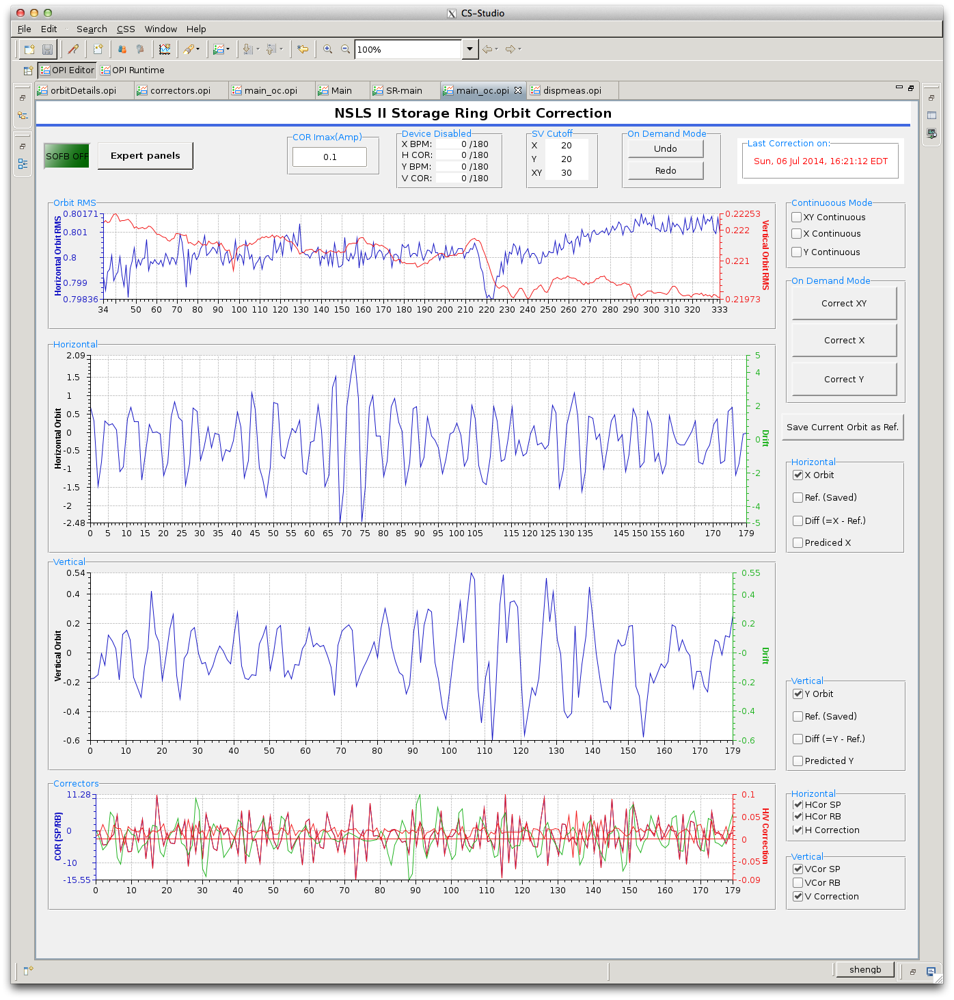 CS-Studio
File Edit Search CSS Window Help
100%
OPI Editor OPI Runtime
orbitDetails.opi correctors.opi main_oc.opi Main SR-main main_oc.opi dispmeas.opi
NSLS II Storage Ring Orbit Correction
SOFB OFF
Expert panels
COR Imax(Amp)
0.1
Device Disabled
X BPM: 0 /180
H COR: 0 /180
Y BPM: 0 /180
V COR: 0 /180
SV Cutoff
X 20
Y 20
XY 30
On Demand Mode
Undo
Redo
Last Correction on:
Sun, 06 Jul 2014, 16:21:12 EDT
Orbit RMS
Horizontal Orbit RMS
0.80171
0.801
0.8
0.799
0.79836
34 50 60 70 80 90 100 110 120 130 140 150 160 170 180 190 200 210 220 230 240 250 260 270 280 290 300 310 320 333
0.22253
0.222
0.221
0.21973
Vertical Orbit RMS
Continuous Mode
XY Continuous
X Continuous
Y Continuous
On Demand Mode
Correct XY
Correct X
Correct Y
Save Current Orbit as Ref.
Horizontal
Horizontal Orbit
2.09
1.5
1
0.5
0
-0.5
-1
-1.5
-2
-2.48
0 5 10 15 20 25 30 35 40 45 50 55 60 65 70 75 80 85 90 95 100 105 115 120 125 130 135 145 150 155 160 170 179
5
4
2
0
-2
-4
-5
Drift
Horizontal
X Orbit
Ref. (Saved)
Diff (=X - Ref.)
Prediced X
Vertical
Vertical Orbit
0.54
0.4
0.2
0
-0.2
-0.4
-0.6
0 10 20 30 40 50 60 70 80 90 100 110 120 130 140 150 160 170 179
0.55
0.4
0.2
-0
-0.2
-0.4
-0.6
Drift
Vertical
Y Orbit
Ref. (Saved)
Diff (=Y - Ref.)
Predicted Y
Correctors
COR (SP/RB)
11.28
0
-10
-15.55
0 10 20 30 40 50 60 70 80 90 100 110 120 130 140 150 160 170 179
0.1
0.05
0
-0.05
-0.09
H/V Correction
Horizontal
HCor SP
HCor RB
H Correction
Vertical
VCor SP
VCor RB
V Correction
shengb